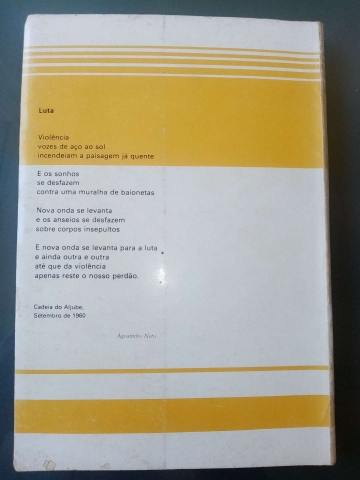 Luta
Violência
vozes de aço ao sol
incendeiam a paisagem já quente
E os sonhos
se desfazem
contra uma muralha de baionetas
Nova onda se levanta
e os anseios se desfazem
sobre corpos insepultos
E nova onda se levanta para a luta
e ainda outra e outra
até que da violência
apenas reste o nosso perdão.
Cadeia do Aljube,
Setembro de 1960
Agostinho Neto